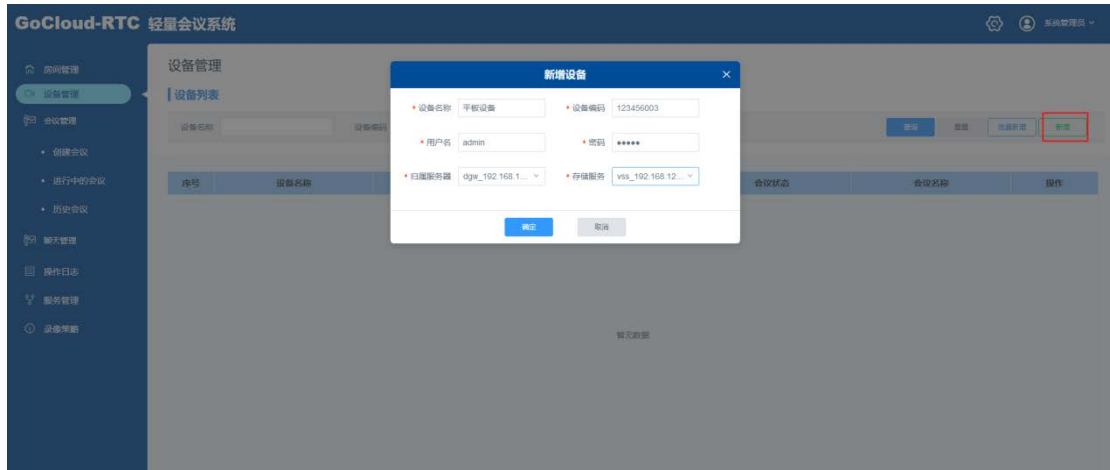 GoCloud-RTC 轻量会议系统
系统管理员
房间管理
设备管理
会议管理
• 创建会议
• 进行中的会议
• 历史会议
聊天管理
操作日志
服务管理
录像策略
设备管理
设备列表
设备名称 设备编码 查询 重置 批量新增 新增
序号 设备名称 会议状态 会议名称 操作
暂无数据
新增设备
* 设备名称 平板设备 * 设备编码 123456003
* 用户名 admin * 密码 •••••
* 归属服务器 dgw_192.168.1... * 存储服务 vss_192.168.12...
确定 取消